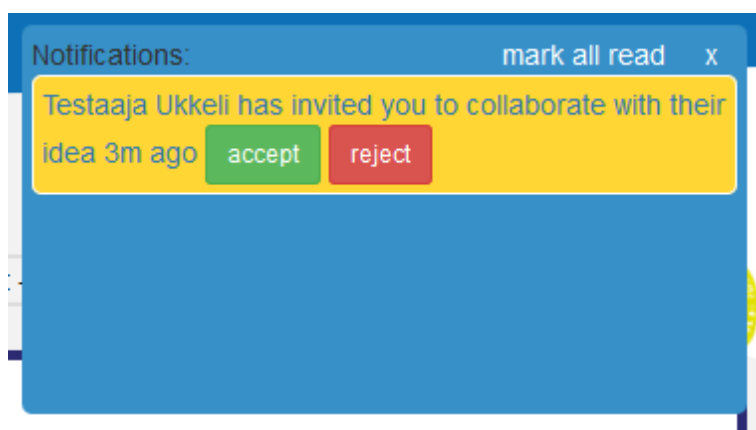 Notifications: mark all read x
Testaaja Ukkeli has invited you to collaborate with their
idea 3m ago accept reject